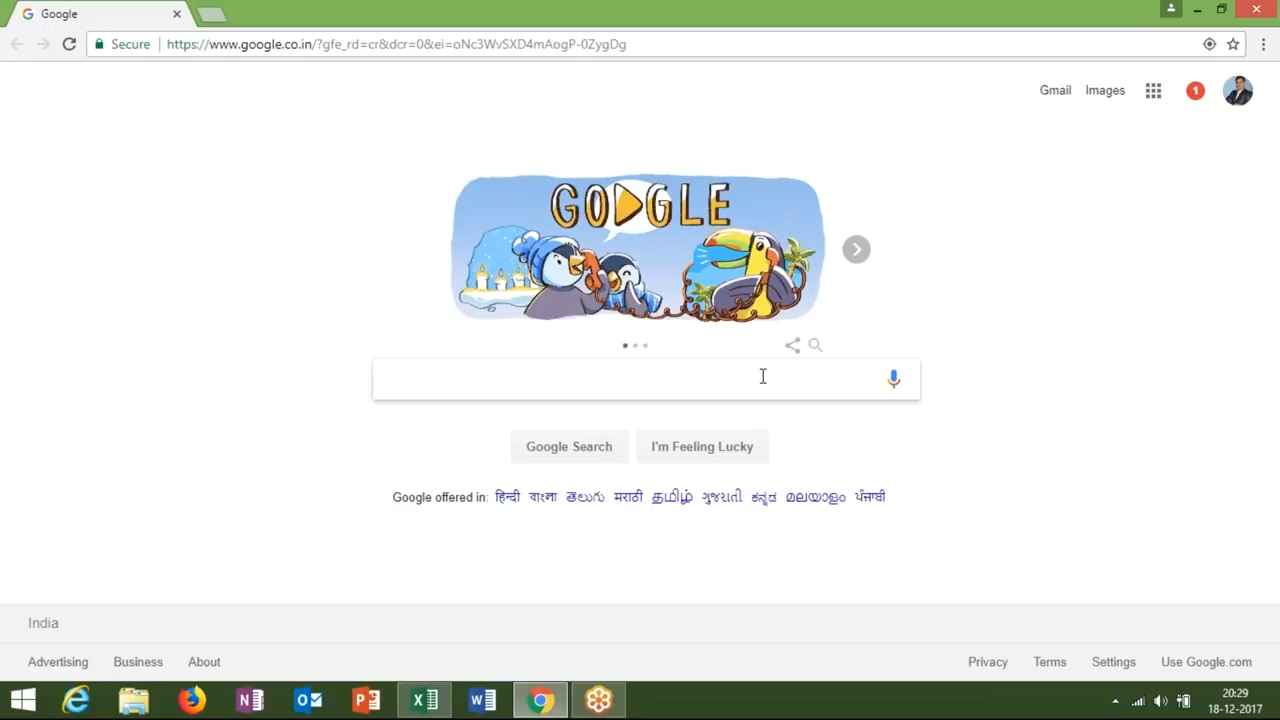 Google
Secure https://www.google.co.in/?gfe_rd=cr&dcr=0&ei=oNc3WvSXD4mAogP-0ZygDg
Gmail Images 1
GOOGLE
Google Search I'm Feeling Lucky
Google offered in: हिन्दी বাংলা తెలుగు मराठी தமிழ் ગુજરાતી ಕನ್ನಡ മലയാളം ਪੰਜਾਬੀ
India
Advertising Business About Privacy Terms Settings Use Google.com
20:29
18-12-2017